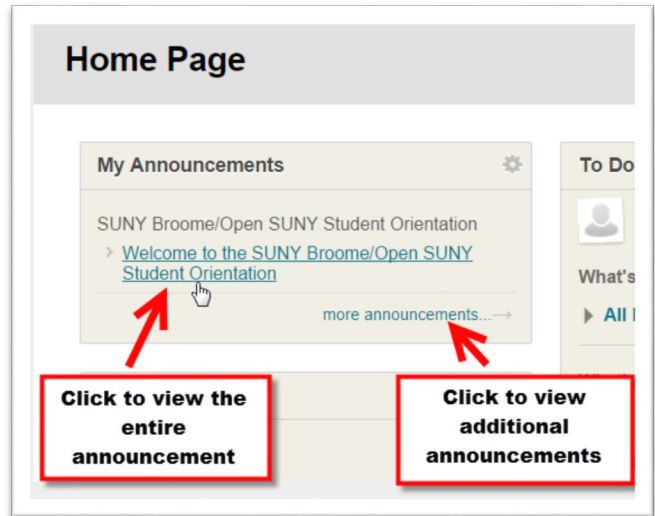 Home Page
My Announcements
To Do
SUNY Broome/Open SUNY Student Orientation
Welcome to the SUNY Broome/Open SUNY
Student Orientation
What's
All
more announcements...→
Click to view the
entire
announcement
Click to view
additional
announcements